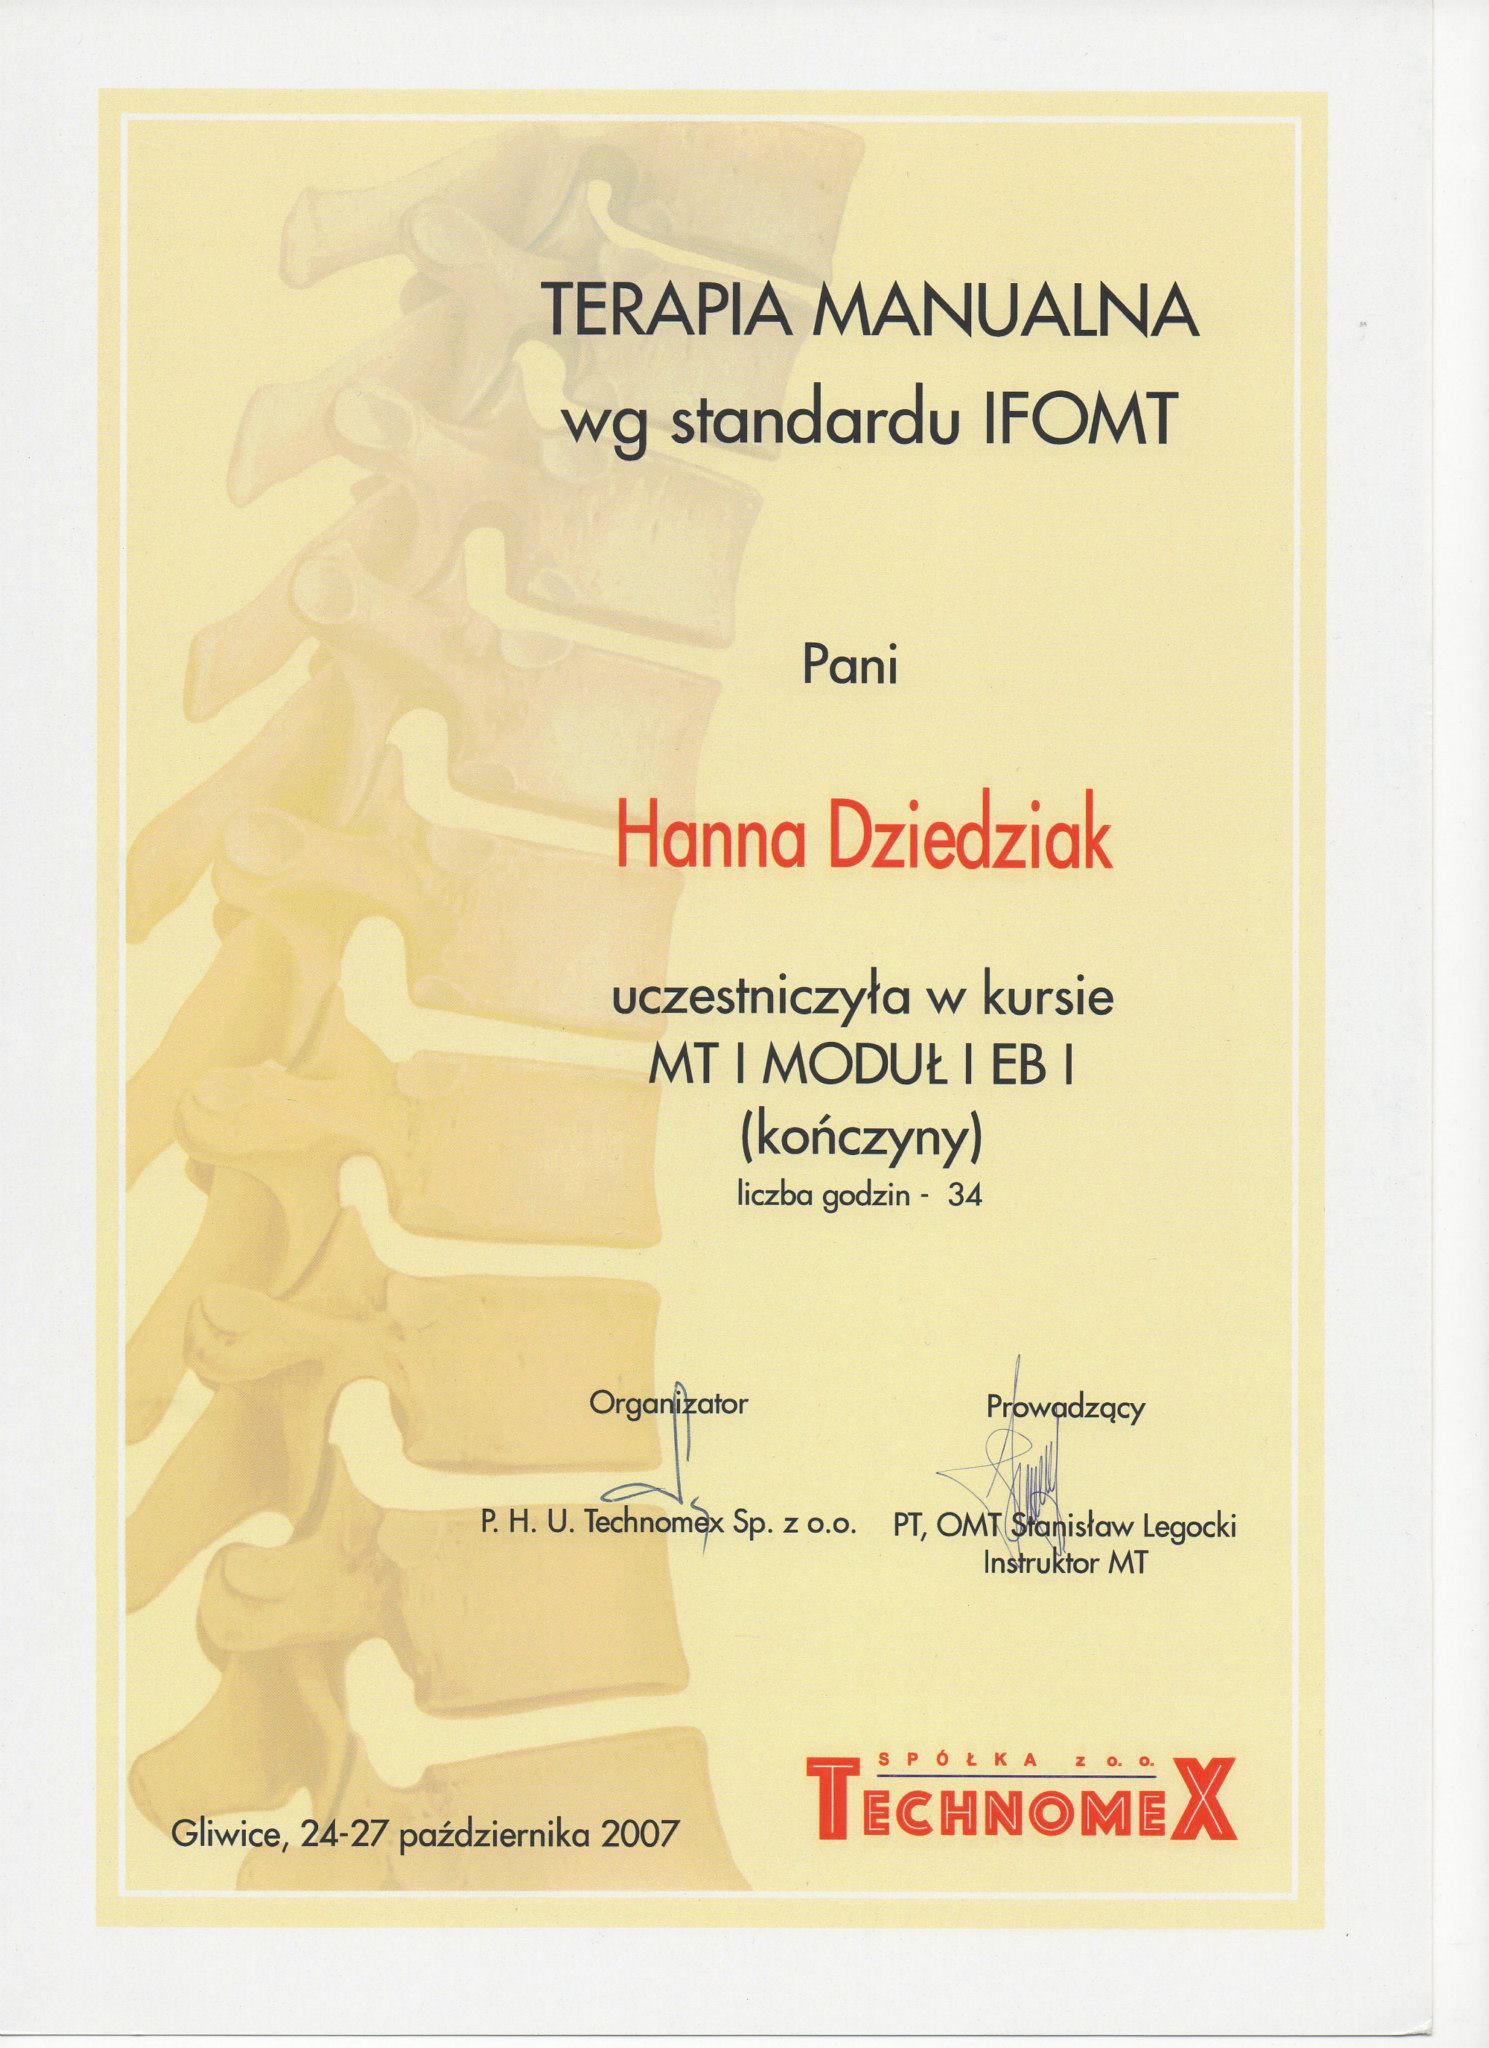 TERAPIA MANUALNA
wg standardu IFOMT
Pani
Hanna Dziedziak
uczestniczyła w kursie
MT I MODUŁ I EB I
(kończyny)
liczba godzin - 34
Organizator
Prowadzący
P. H. U. Technomex Sp. z o.o.
PT, OMT Stanisław Legocki
Instruktor MT
SPÓŁKA z o. o.
TECHNOMEX
Gliwice, 24-27 października 2007